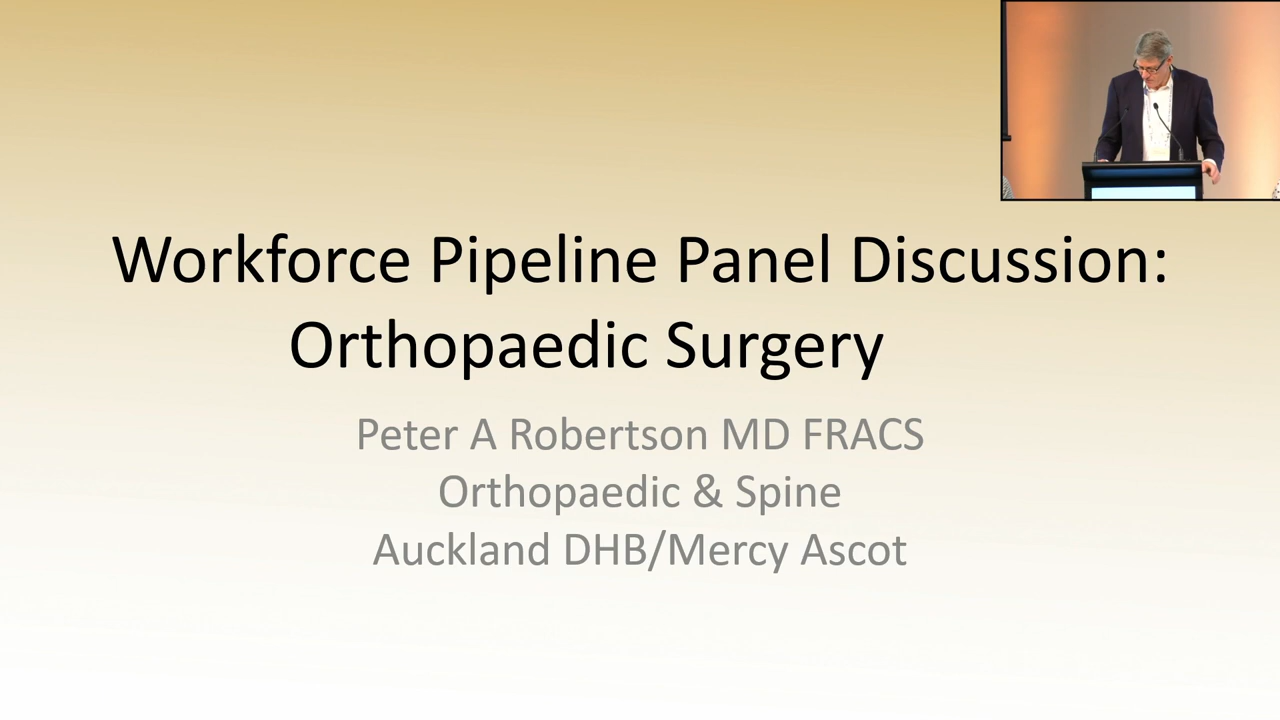 Workforce Pipeline Panel Discussion:
Orthopaedic Surgery
Peter A Robertson MD FRACS
Orthopaedic & Spine
Auckland DHB/Mercy Ascot